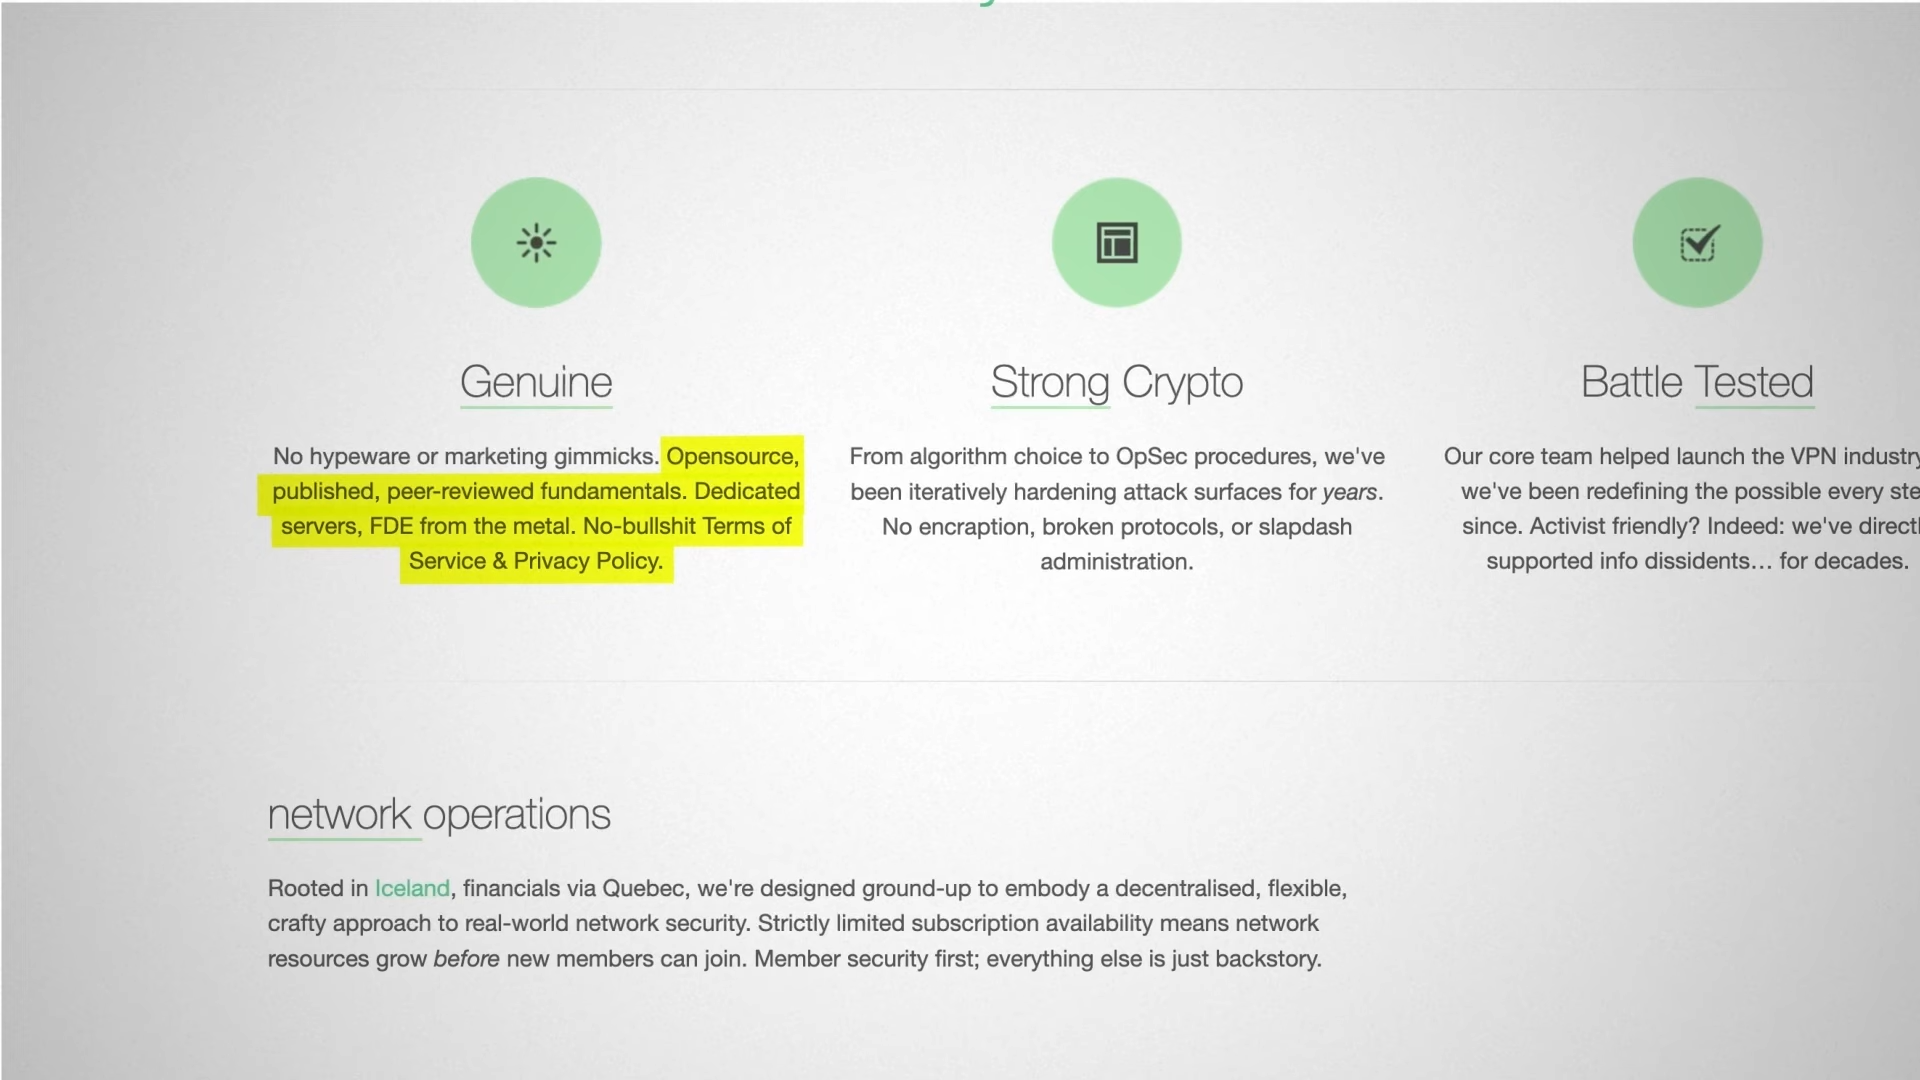 Genuine
No hypeware or marketing gimmicks. Opensource,
published, peer-reviewed fundamentals. Dedicated
servers, FDE from the metal. No-bullshit Terms of
Service & Privacy Policy.
Strong Crypto
From algorithm choice to OpSec procedures, we've
been iteratively hardening attack surfaces for years.
No encraption, broken protocols, or slapdash
administration.
Battle Tested
Our core team helped launch the VPN industry
we've been redefining the possible every
since. Activist friendly? Indeed: we've
supported info dissidents… for decades.
network operations
Rooted in Iceland, financials via Quebec, we're designed ground-up to embody a decentralised, flexible,
crafty approach to real-world network security. Strictly limited subscription availability means network
resources grow before new members can join. Member security first; everything else is just backstory.